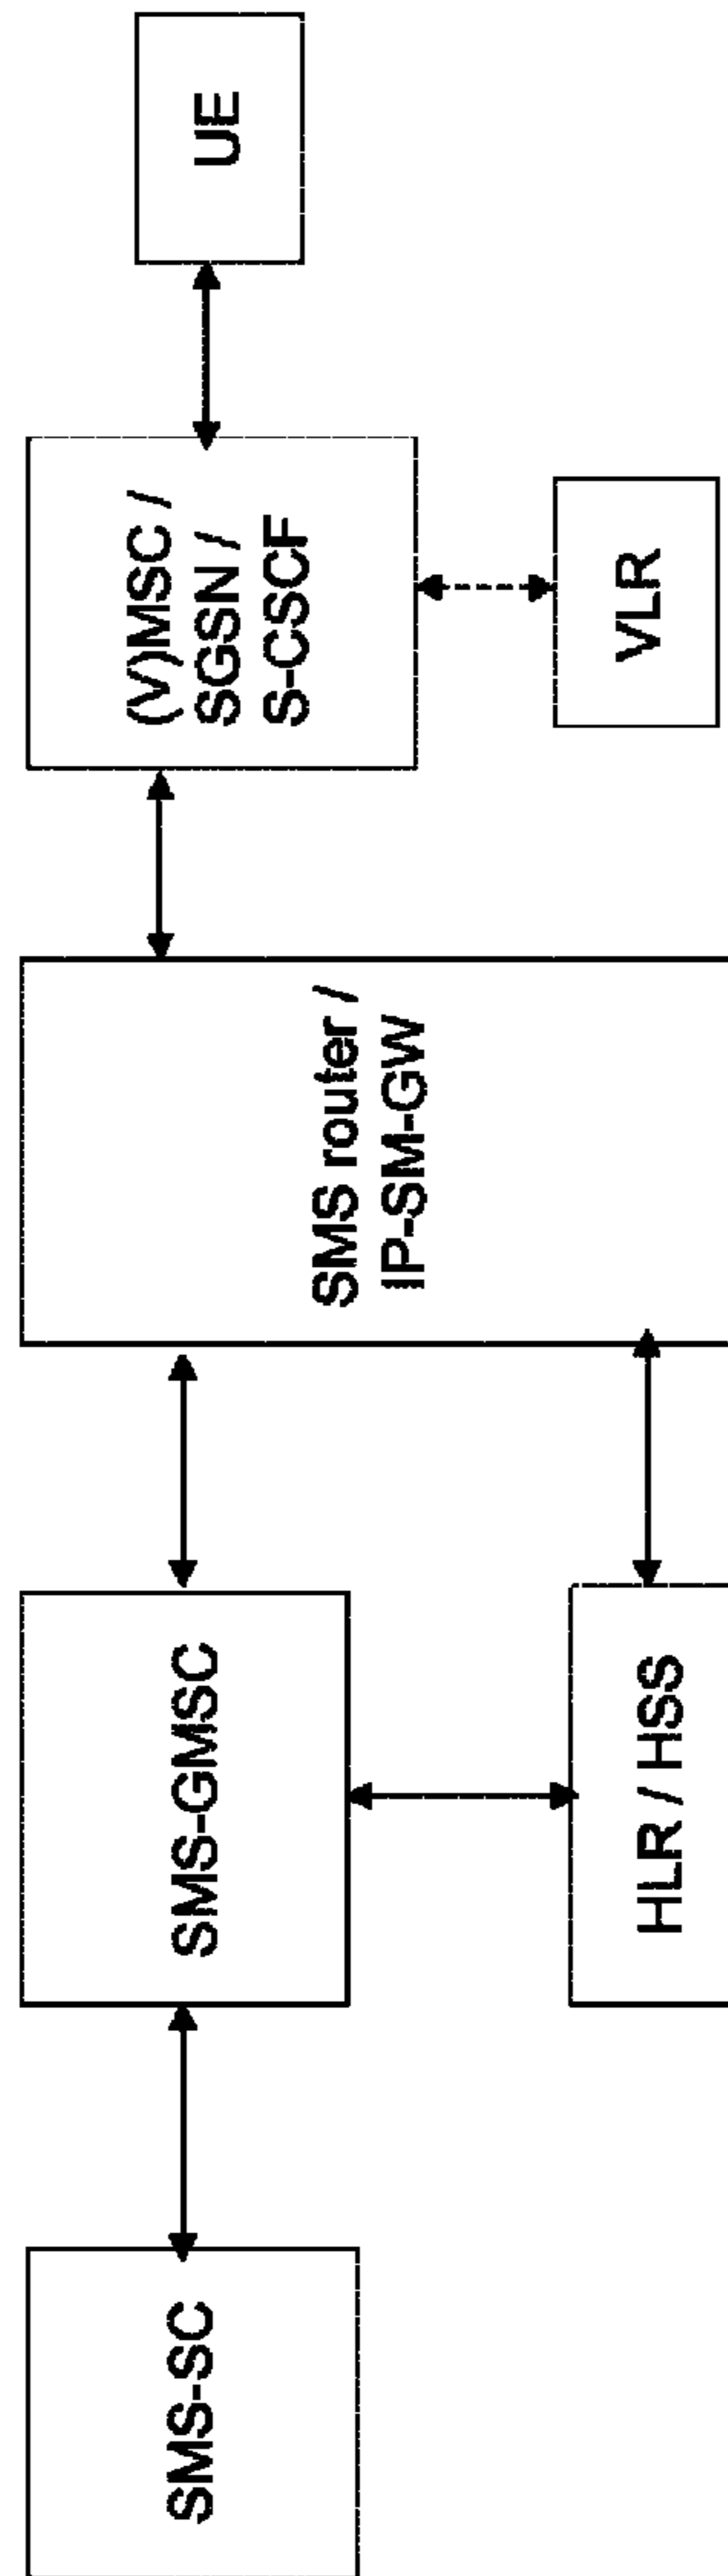 SMS-SC
SMS-GMSC
HLR / HSS
SMS router /
IP-SM-GW
(V)MSC /
SGSN /
S-CSCF
VLR
UE